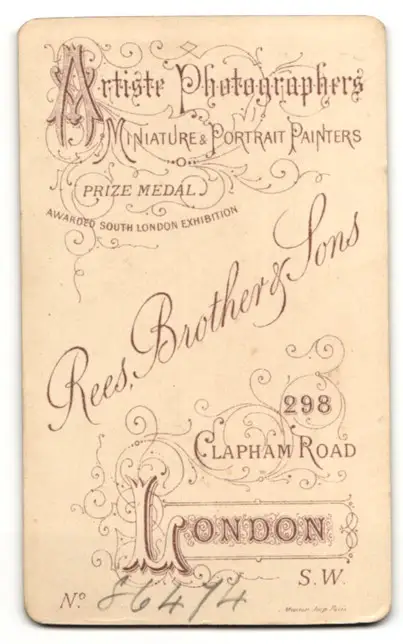 Artiste Photographers
Miniature & Portrait Painters
PRIZE MEDAL
AWARDED SOUTH LONDON EXHIBITION
Rees, Brother & Sons
298
CLAPHAM ROAD
LONDON
S.W.
Nº 86474